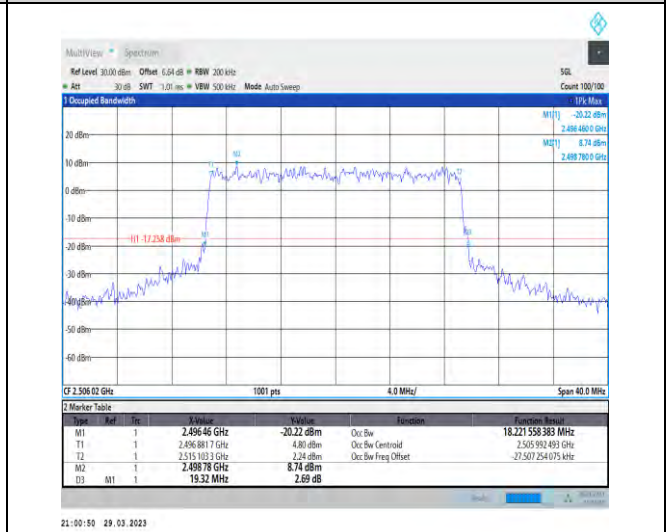 MultiView Spectrum
Ref Level 30.00 dBm Offset 6.64 dB RBW 200 kHz SGL
Att 30 dB SWT 1.01 ms VBW 500 kHz Mode Auto Sweep Count 100/100
1 Occupied Bandwidth 1Pk Max
M1[1] -20.22 dBm
2.496 460 0 GHz
M2[1] 8.74 dBm
2.498 780 0 GHz
20 dBm
M2
10 dBm
0 dBm
-10 dBm
H1 -17.258 dBm
M1
-20 dBm
-30 dBm
-40 dBm
-50 dBm
-60 dBm
CF 2.506 02 GHz 1001 pts 4.0 MHz/ Span 40.0 MHz
2 Marker Table
Type Ref Trc X-Value Y-Value Function Function Result
M1 1 2.496 46 GHz -20.22 dBm Occ Bw 18.221 558 383 MHz
T1 1 2.496 881 7 GHz 4.80 dBm Occ Bw Centroid 2.505 992 493 GHz
T2 1 2.515 103 3 GHz 2.24 dBm Occ Bw Freq Offset -27.507 254 075 kHz
M2 1 2.498 78 GHz 8.74 dBm
D3 M1 1 19.32 MHz 2.69 dB
21:00:50 29.03.2023